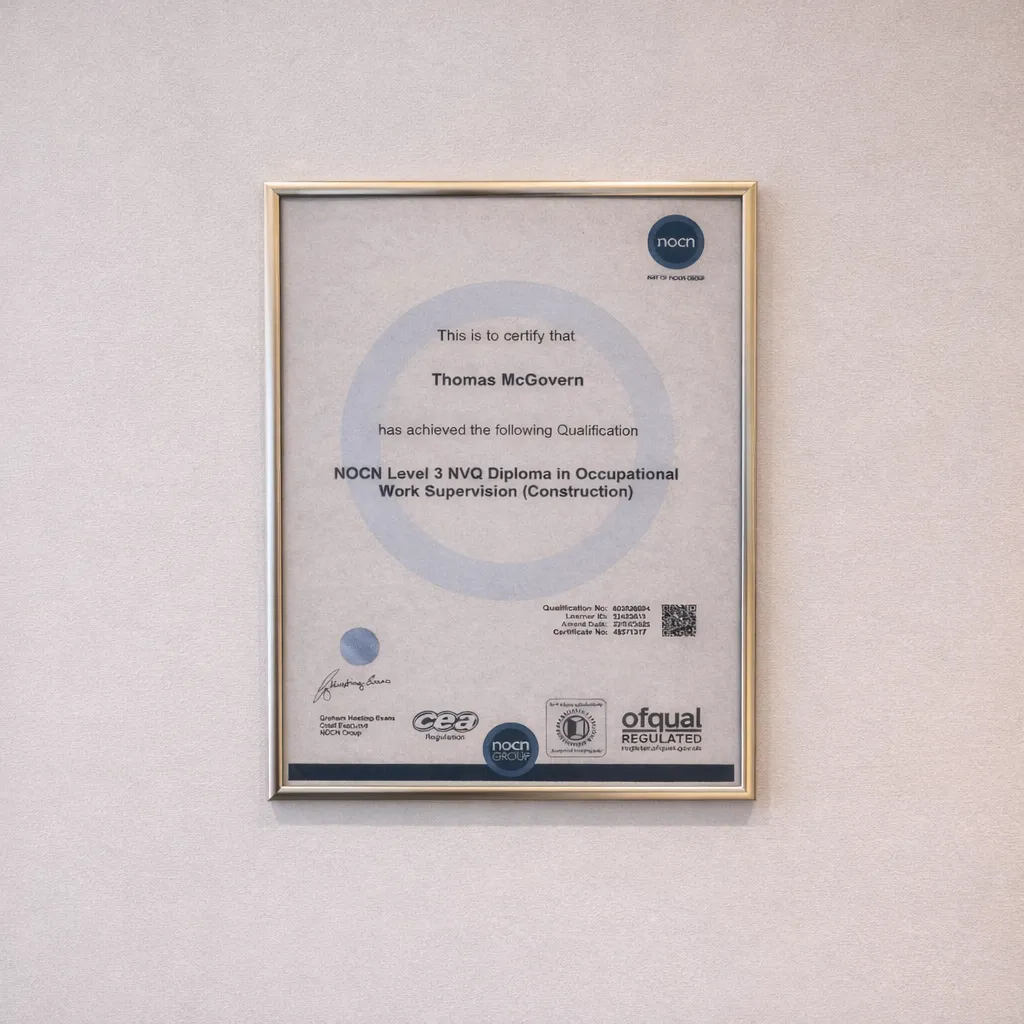 nocn
This is to certify that
Thomas McGovern
has achieved the following Qualification
NOCN Level 3 NVQ Diploma in Occupational
Work Supervision (Construction)
Qualification No:
Learner ID:
Award Date:
Certificate No:
NOCN Group
cea
Regulation
nocn
GROUP
ofqual
REGULATED